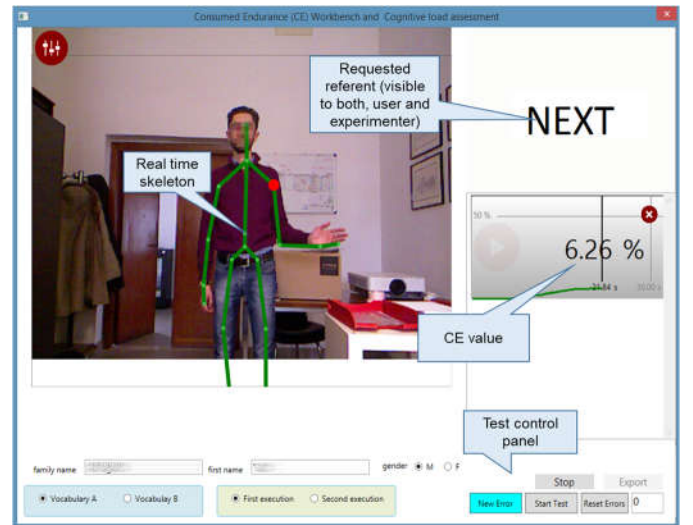 Consumed Endurance (CE) Workbench and Cognitive load assessment
Requested
referent (visible
to both, user and
experimenter)
NEXT
Real time
skeleton
50 %
6.26 %
30.00 s
CE value
Test control
panel
family name
first name
gender M F
Stop Export
Vocabulary A Vocabulay B First execution Second execution
New Error Start Test Reset Errors 0